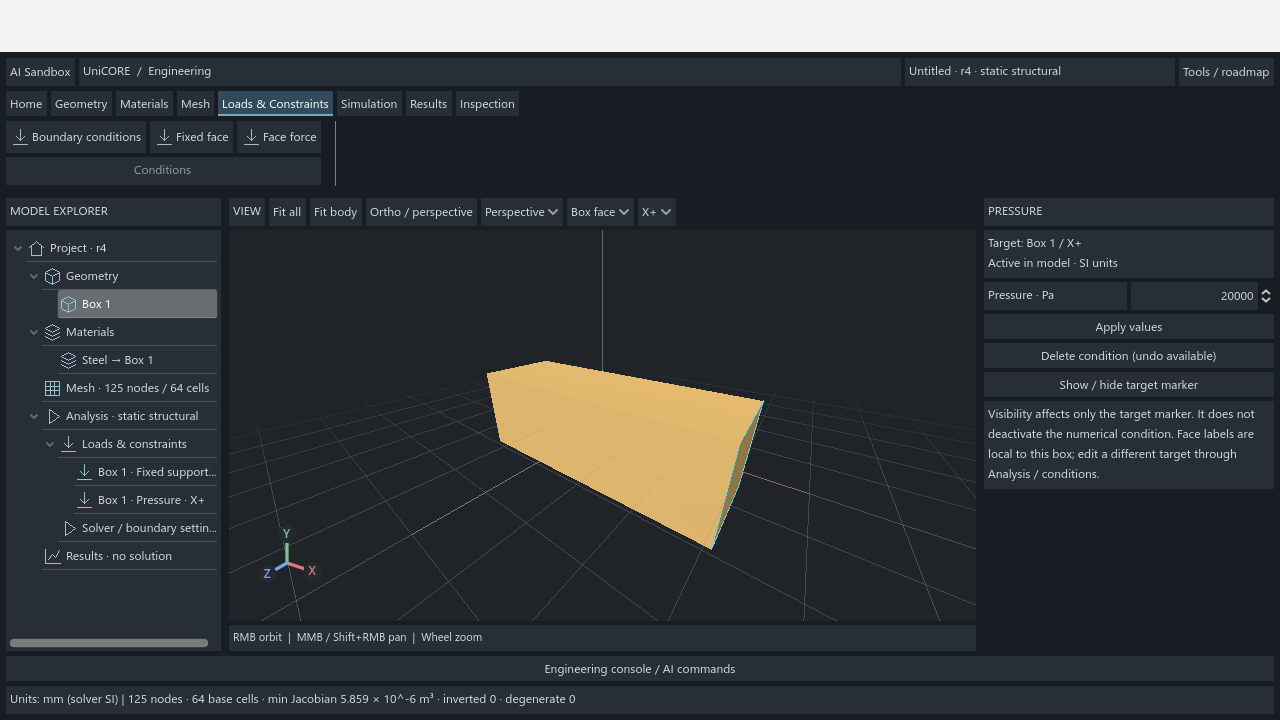 AI Sandbox
UniCORE / Engineering
Untitled · r4 · static structural
Tools / roadmap
Home
Geometry
Materials
Mesh
Loads & Constraints
Simulation
Results
Inspection
Boundary conditions
Fixed face
Face force
Conditions
MODEL EXPLORER
VIEW
Fit all
Fit body
Ortho / perspective
Perspective
Box face
X+
PRESSURE
Project · r4
Geometry
Box 1
Materials
Steel → Box 1
Mesh · 125 nodes / 64 cells
Analysis · static structural
Loads & constraints
Box 1 · Fixed support...
Box 1 · Pressure · X+
Solver / boundary settin...
Results · no solution
Y
Z
X
RMB orbit | MMB / Shift+RMB pan | Wheel zoom
Target: Box 1 / X+
Active in model · SI units
Pressure · Pa
20000
Apply values
Delete condition (undo available)
Show / hide target marker
Visibility affects only the target marker. It does not
deactivate the numerical condition. Face labels are
local to this box; edit a different target through
Analysis / conditions.
Engineering console / AI commands
Units: mm (solver SI) | 125 nodes · 64 base cells · min Jacobian 5.859 × 10^-6 m³ · inverted 0 · degenerate 0